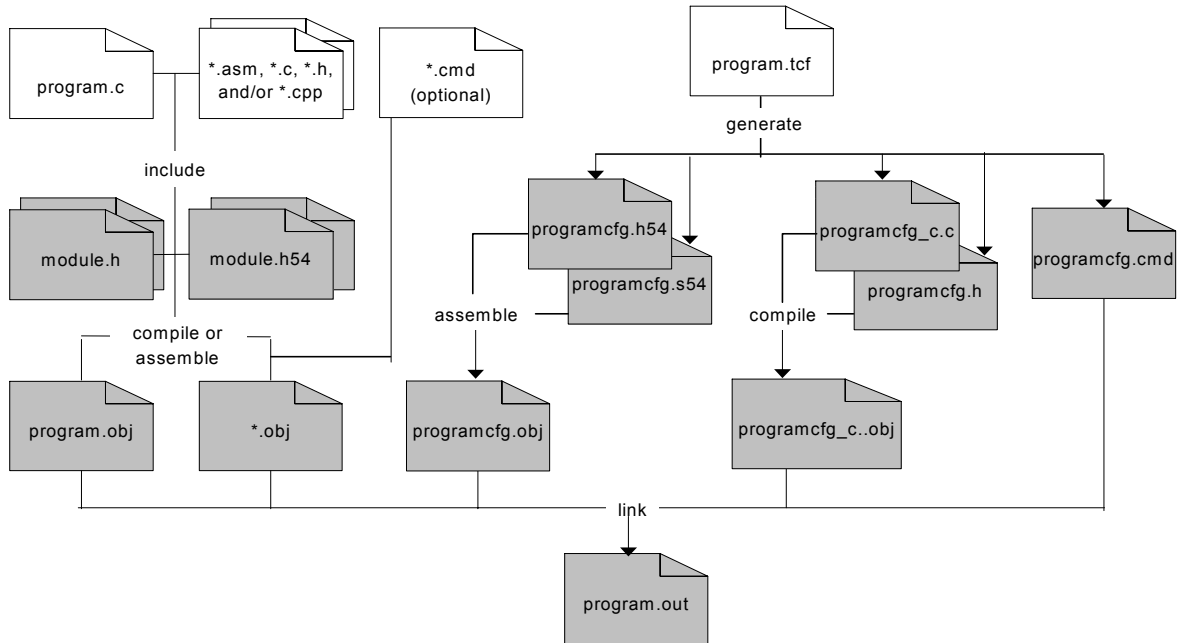 program.c
*.asm, *.c, *.h,
and/or *.cpp
*.cmd
(optional)
program.tcf
generate
include
module.h
module.h54
programcfg.h54
programcfg.s54
programcfg_c.c
programcfg.h
programcfg.cmd
assemble
compile
compile or
assemble
program.obj
*.obj
programcfg.obj
programcfg_c..obj
link
program.out